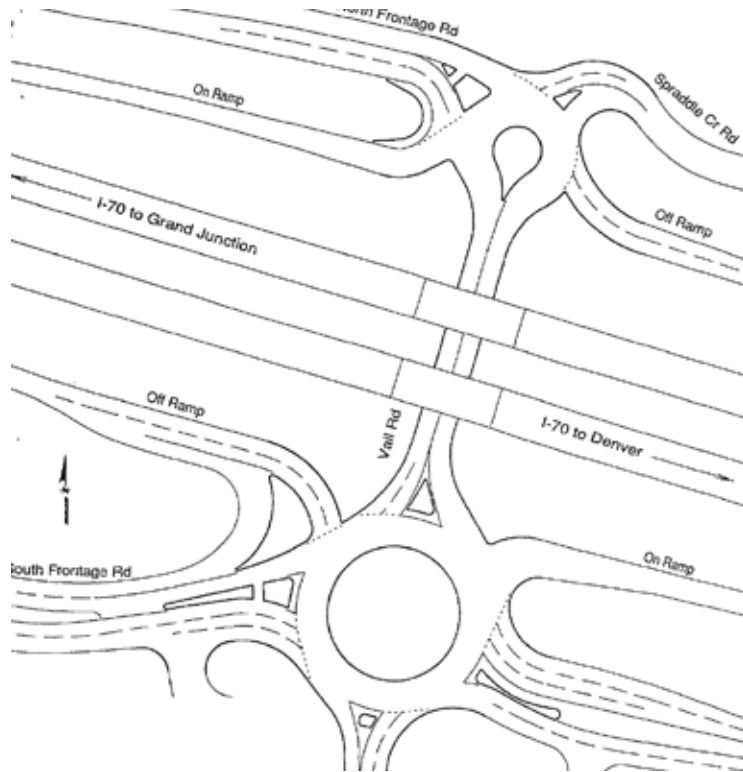 North Frontage Rd
Spraddle Cr Rd
On Ramp
I-70 to Grand Junction
Off Ramp
Off Ramp
Vail Rd
I-70 to Denver
South Frontage Rd
On Ramp